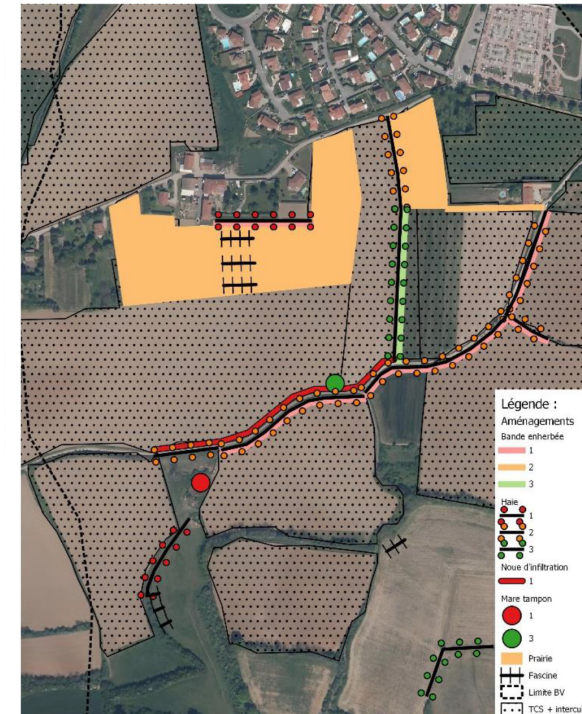 Légende :
Aménagements
Bande enherbée
1
2
3
Haie
1
2
3
Noue d'infiltration
1
Mare tampon
1
3
Prairie
Fascine
Limite BV
TCS + intercu